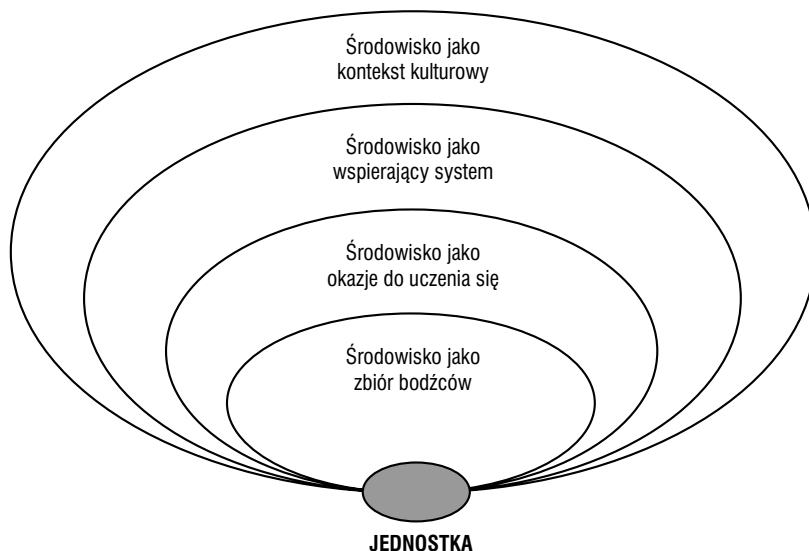 Środowisko jako
kontekst kulturowy
Środowisko jako
wspierający system
Środowisko jako
okazje do uczenia się
Środowisko jako
zbiór bodźców
JEDNOSTKA